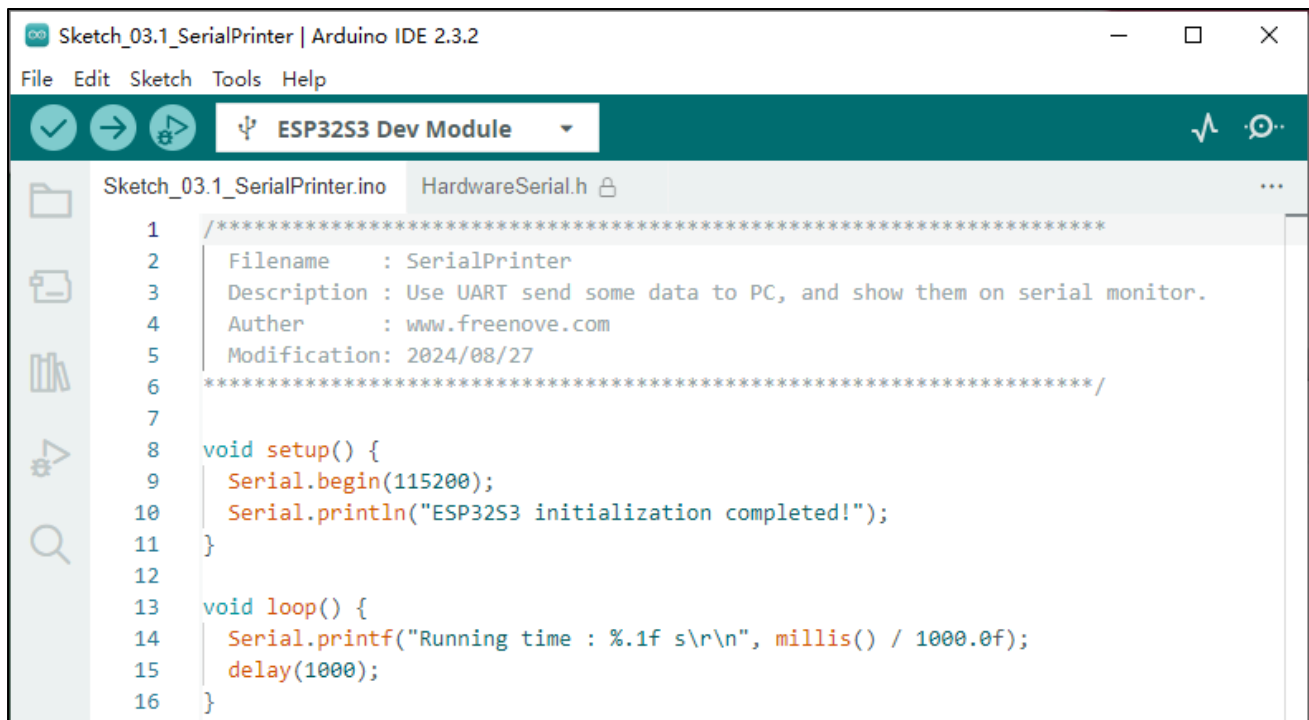 Sketch_03.1_SerialPrinter | Arduino IDE 2.3.2
File Edit Sketch Tools Help
ESP32S3 Dev Module
Sketch_03.1_SerialPrinter.ino HardwareSerial.h
1 /**********************************************************************
2 Filename    : SerialPrinter
3 Description : Use UART send some data to PC, and show them on serial monitor.
4 Auther      : www.freenove.com
5 Modification: 2024/08/27
6 **********************************************************************/
7
8 void setup() {
9   Serial.begin(115200);
10   Serial.println("ESP32S3 initialization completed!");
11 }
12
13 void loop() {
14   Serial.printf("Running time : %.1f s\r\n", millis() / 1000.0f);
15   delay(1000);
16 }